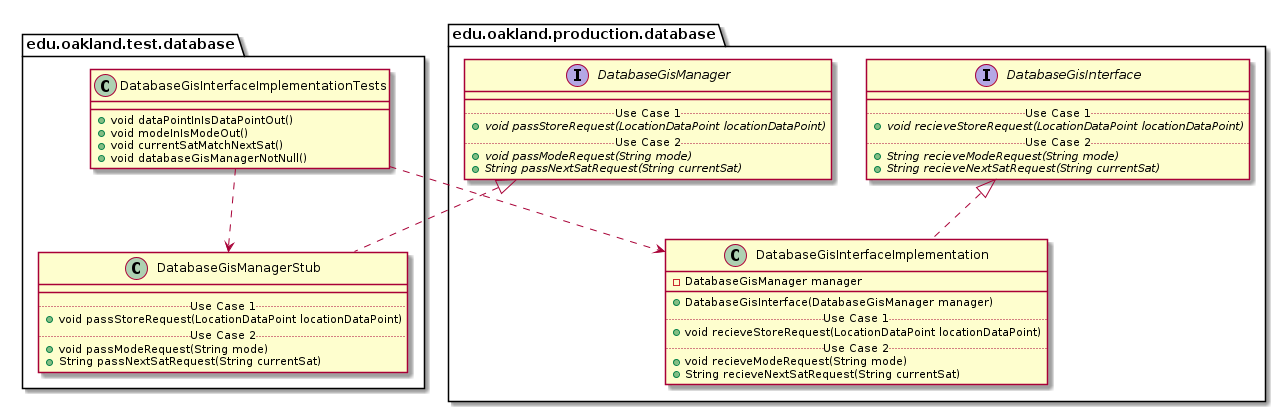 edu.oakland.test.database
C DatabaseGisInterfaceImplementationTests
void dataPointInIsDataPointOut()
void modeInIsModeOut()
void currentSatMatchNextSat()
void databaseGisManagerNotNull()
C DatabaseGisManagerStub
Use Case 1
void passStoreRequest(LocationDataPoint locationDataPoint)
Use Case 2
void passModeRequest(String mode)
String passNextSatRequest(String currentSat)
edu.oakland.production.database
I DatabaseGisManager
Use Case 1
void passStoreRequest(LocationDataPoint locationDataPoint)
Use Case 2
void passModeRequest(String mode)
String passNextSatRequest(String currentSat)
I DatabaseGisInterface
Use Case 1
void recieveStoreRequest(LocationDataPoint locationDataPoint)
Use Case 2
String recieveModeRequest(String mode)
String recieveNextSatRequest(String currentSat)
C DatabaseGisInterfaceImplementation
DatabaseGisManager manager
DatabaseGisInterface(DatabaseGisManager manager)
Use Case 1
void recieveStoreRequest(LocationDataPoint locationDataPoint)
Use Case 2
void recieveModeRequest(String mode)
String recieveNextSatRequest(String currentSat)